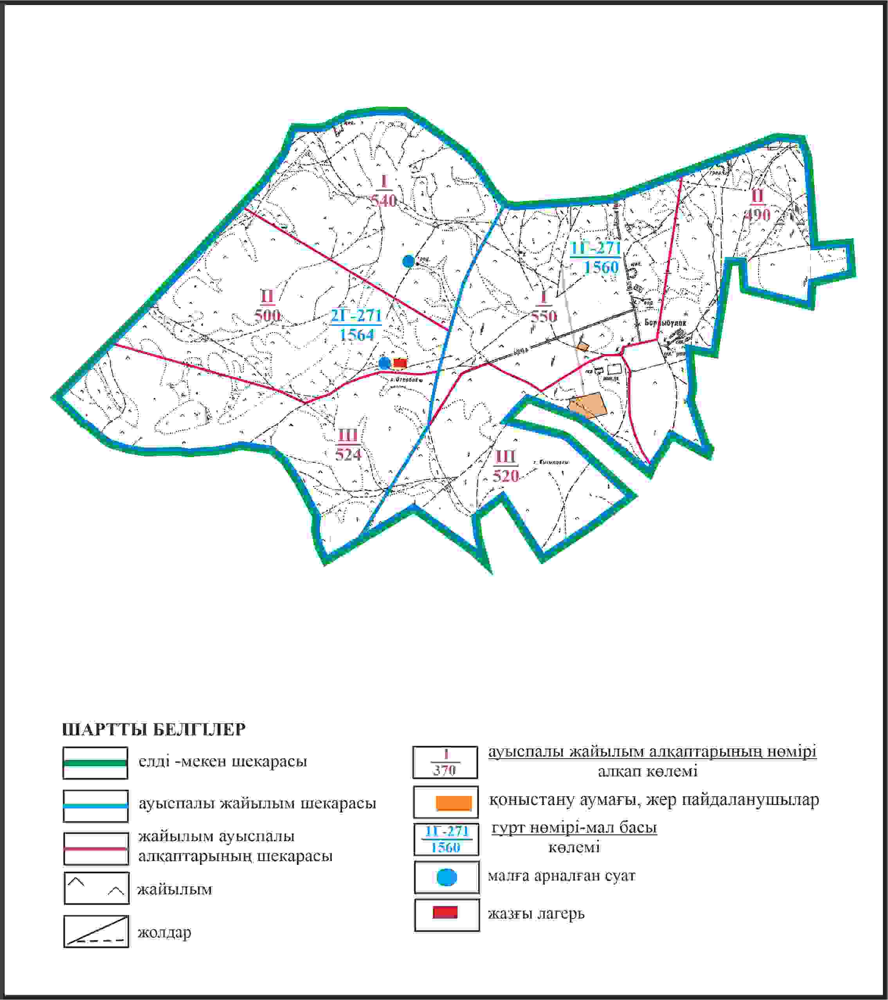 I
540
II
490
1Г-271
1560
род.
II
500
2Г-271
1564
I
550
род.
Борлыбулак
III
524
III
520
ШАРТТЫ БЕЛГІЛЕР
елді -мекен шекарасы
ауыспалы жайылым шекарасы
жайылым ауыспалы
алқаптарының шекарасы
жайылым
жолдар
I
370
ауыспалы жайылым алқаптарының нөмірі
алқап көлемі
қоныстану аумағы, жер пайдаланушылар
1Г-271
1560
гурт нөмірі-мал басы
көлемі
малға арналған суат
жазғы лагерь